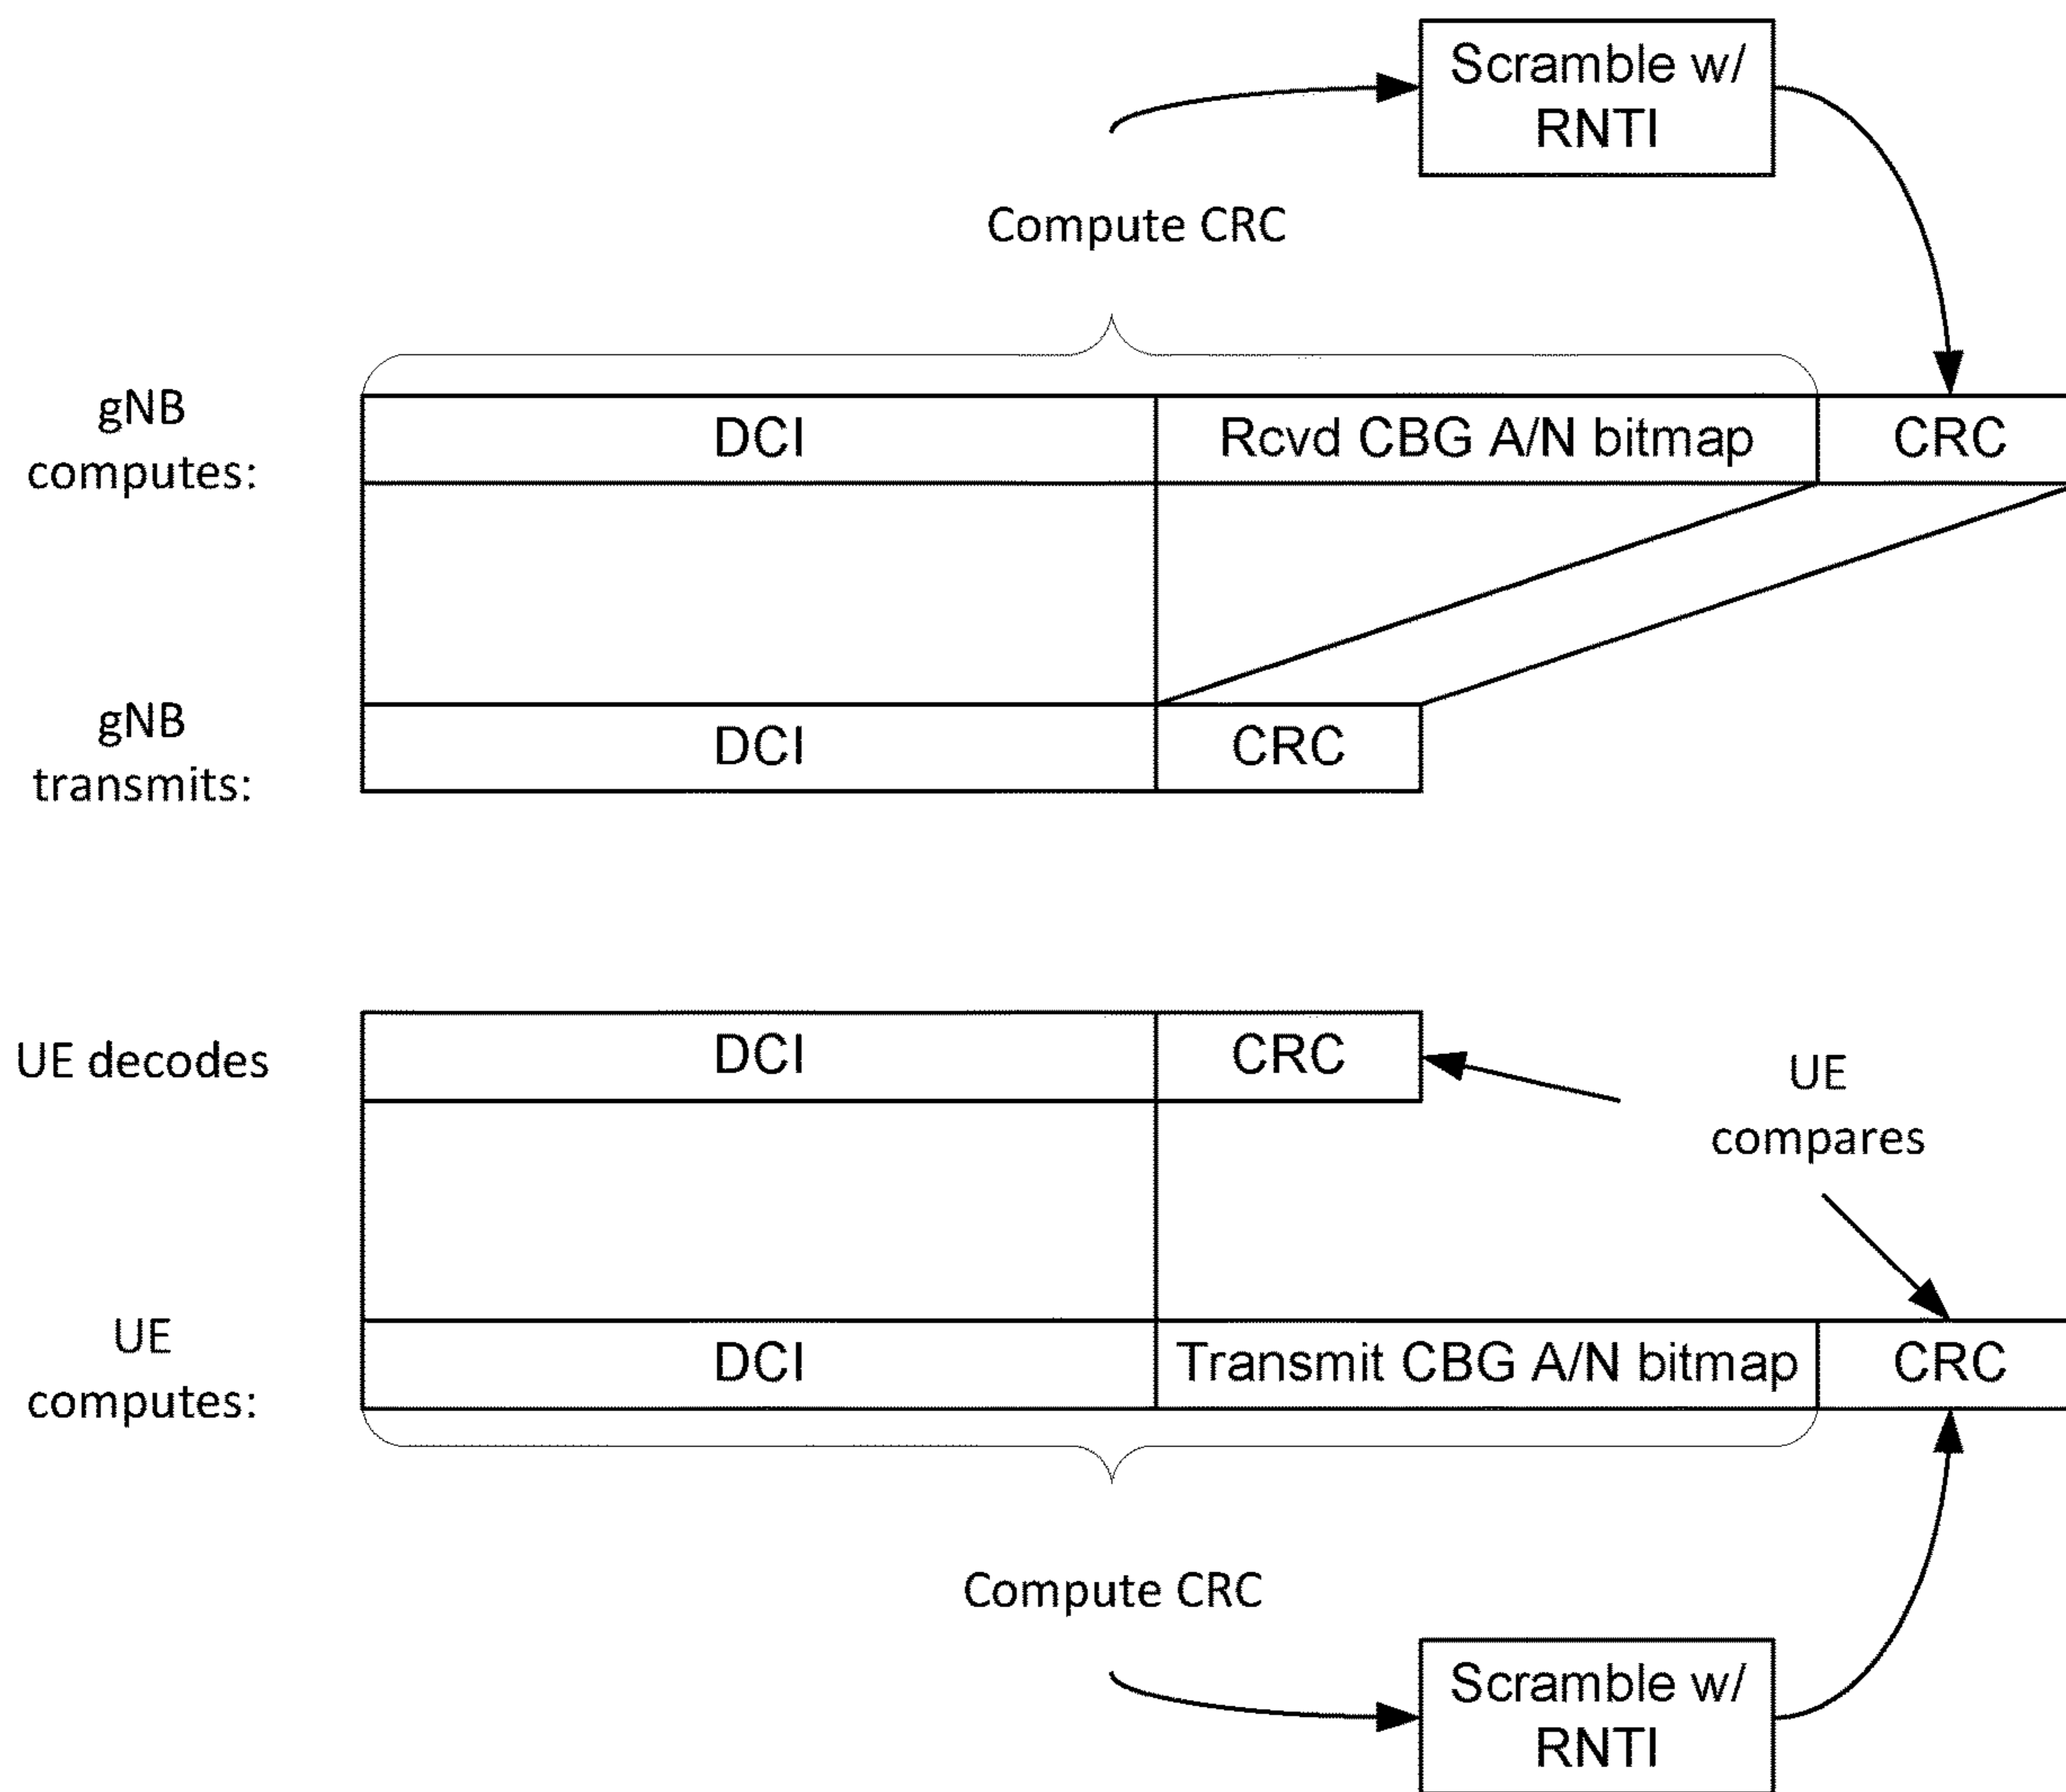 Scramble w/
RNTI
Compute CRC
gNB
computes:
DCI
Rcvd CBG A/N bitmap
CRC
gNB
transmits:
DCI
CRC
UE decodes
DCI
CRC
UE
compares
UE
computes:
DCI
Transmit CBG A/N bitmap
CRC
Compute CRC
Scramble w/
RNTI